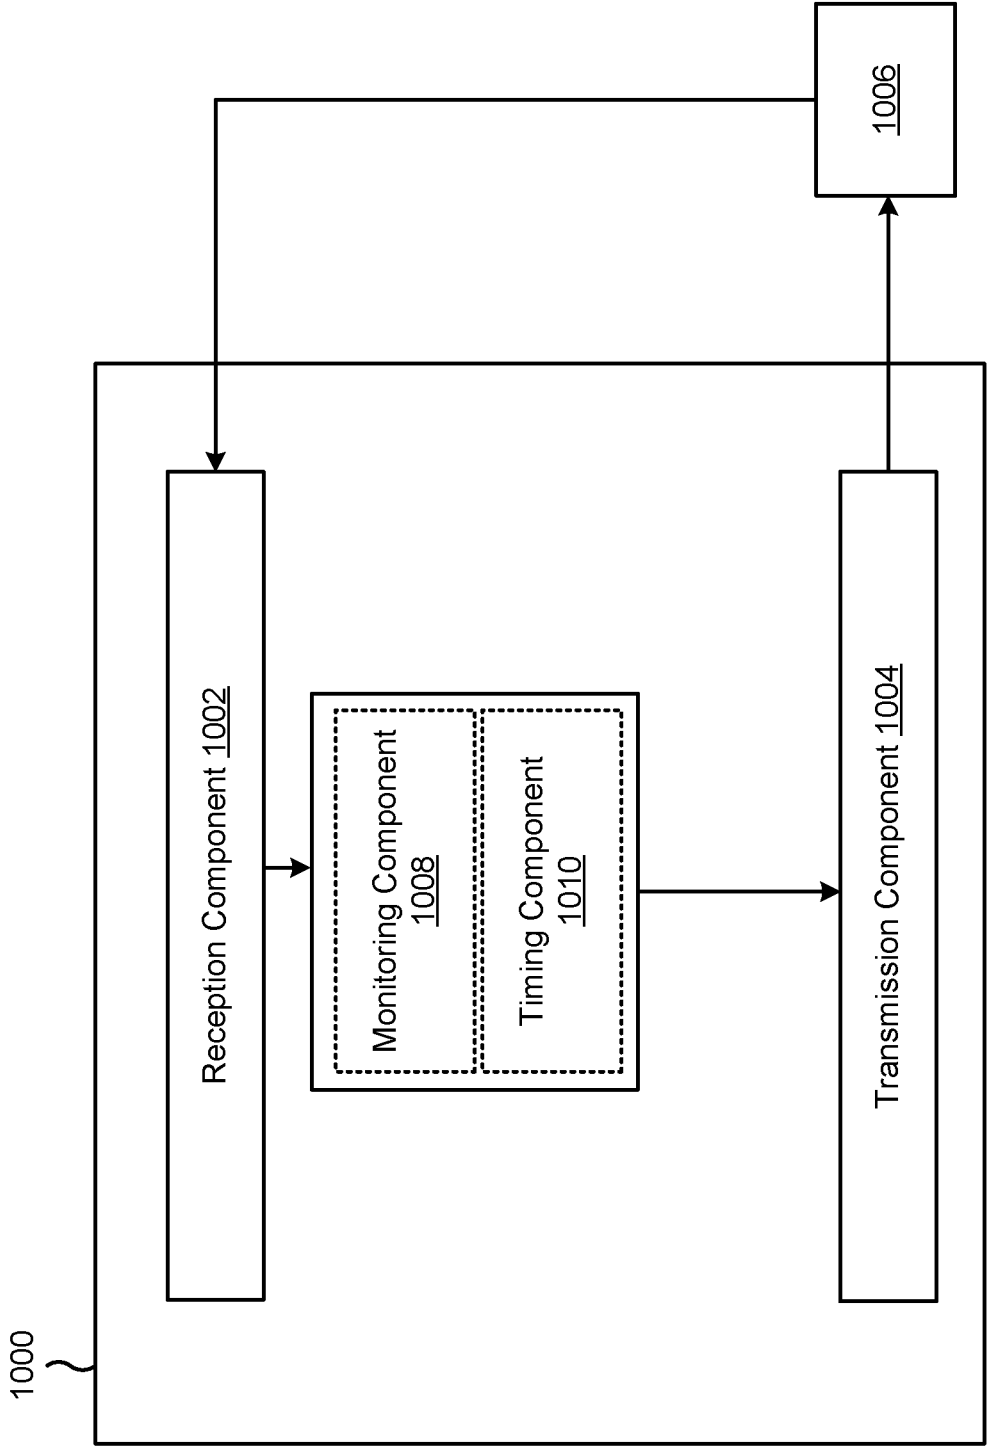 1000
Reception Component 1002
Monitoring Component
1008
Timing Component
1010
Transmission Component 1004
1006